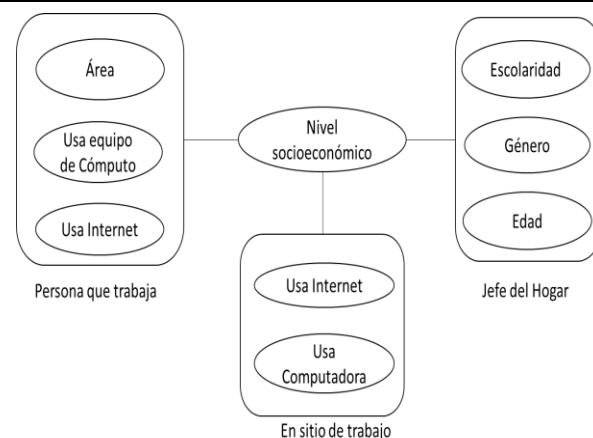 Área
Usa equipo
de Cómputo
Usa Internet
Persona que trabaja
Nivel
socioeconómico
Usa Internet
Usa
Computadora
En sitio de trabajo
Escolaridad
Género
Edad
Jefe del Hogar